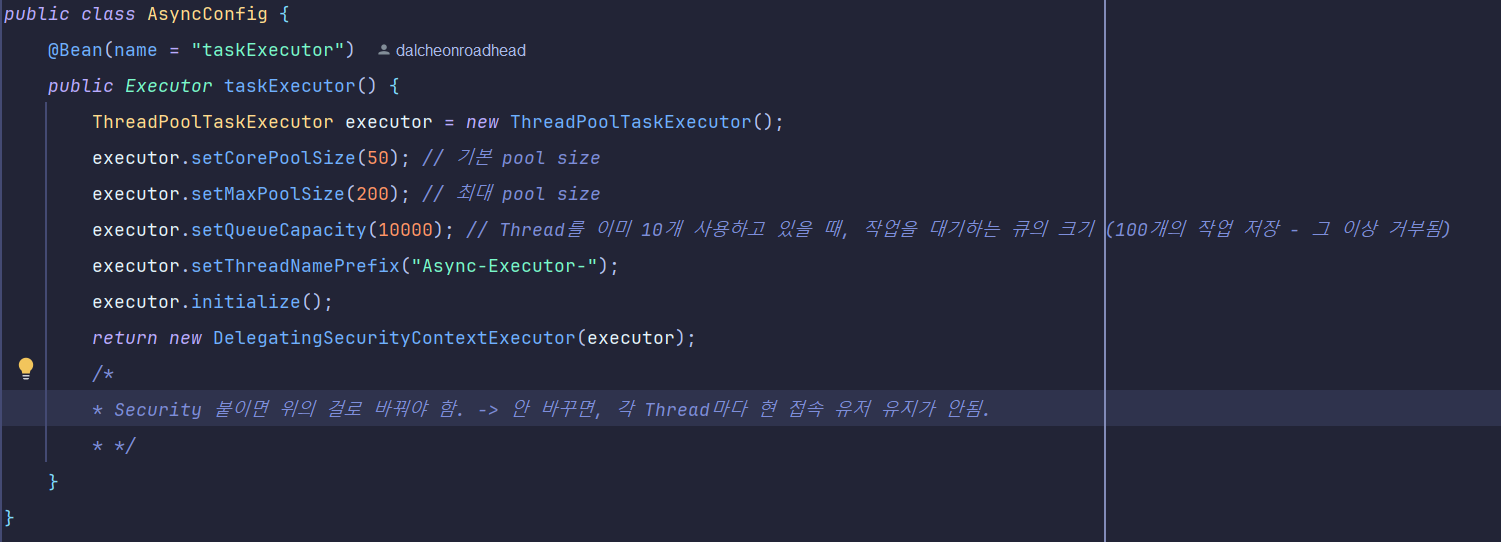 public class AsyncConfig {
@Bean(name = "taskExecutor") dalcheonroadhead
public Executor taskExecutor() {
ThreadPoolTaskExecutor executor = new ThreadPoolTaskExecutor();
executor.setCorePoolSize(50); // 기본 pool size
executor.setMaxPoolSize(200); // 최대 pool size
executor.setQueueCapacity(10000); // Thread를 이미 10개 사용하고 있을 때, 작업을 대기하는 큐의 크기 (100개의 작업 저장 - 그 이상 거부됨)
executor.setThreadNamePrefix("Async-Executor-");
executor.initialize();
return new DelegatingSecurityContextExecutor(executor);
/*
* Security 붙이면 위의 걸로 바꿔야 함. -> 안 바꾸면, 각 Thread마다 현 접속 유저 유지가 안됨.
* */
}
}